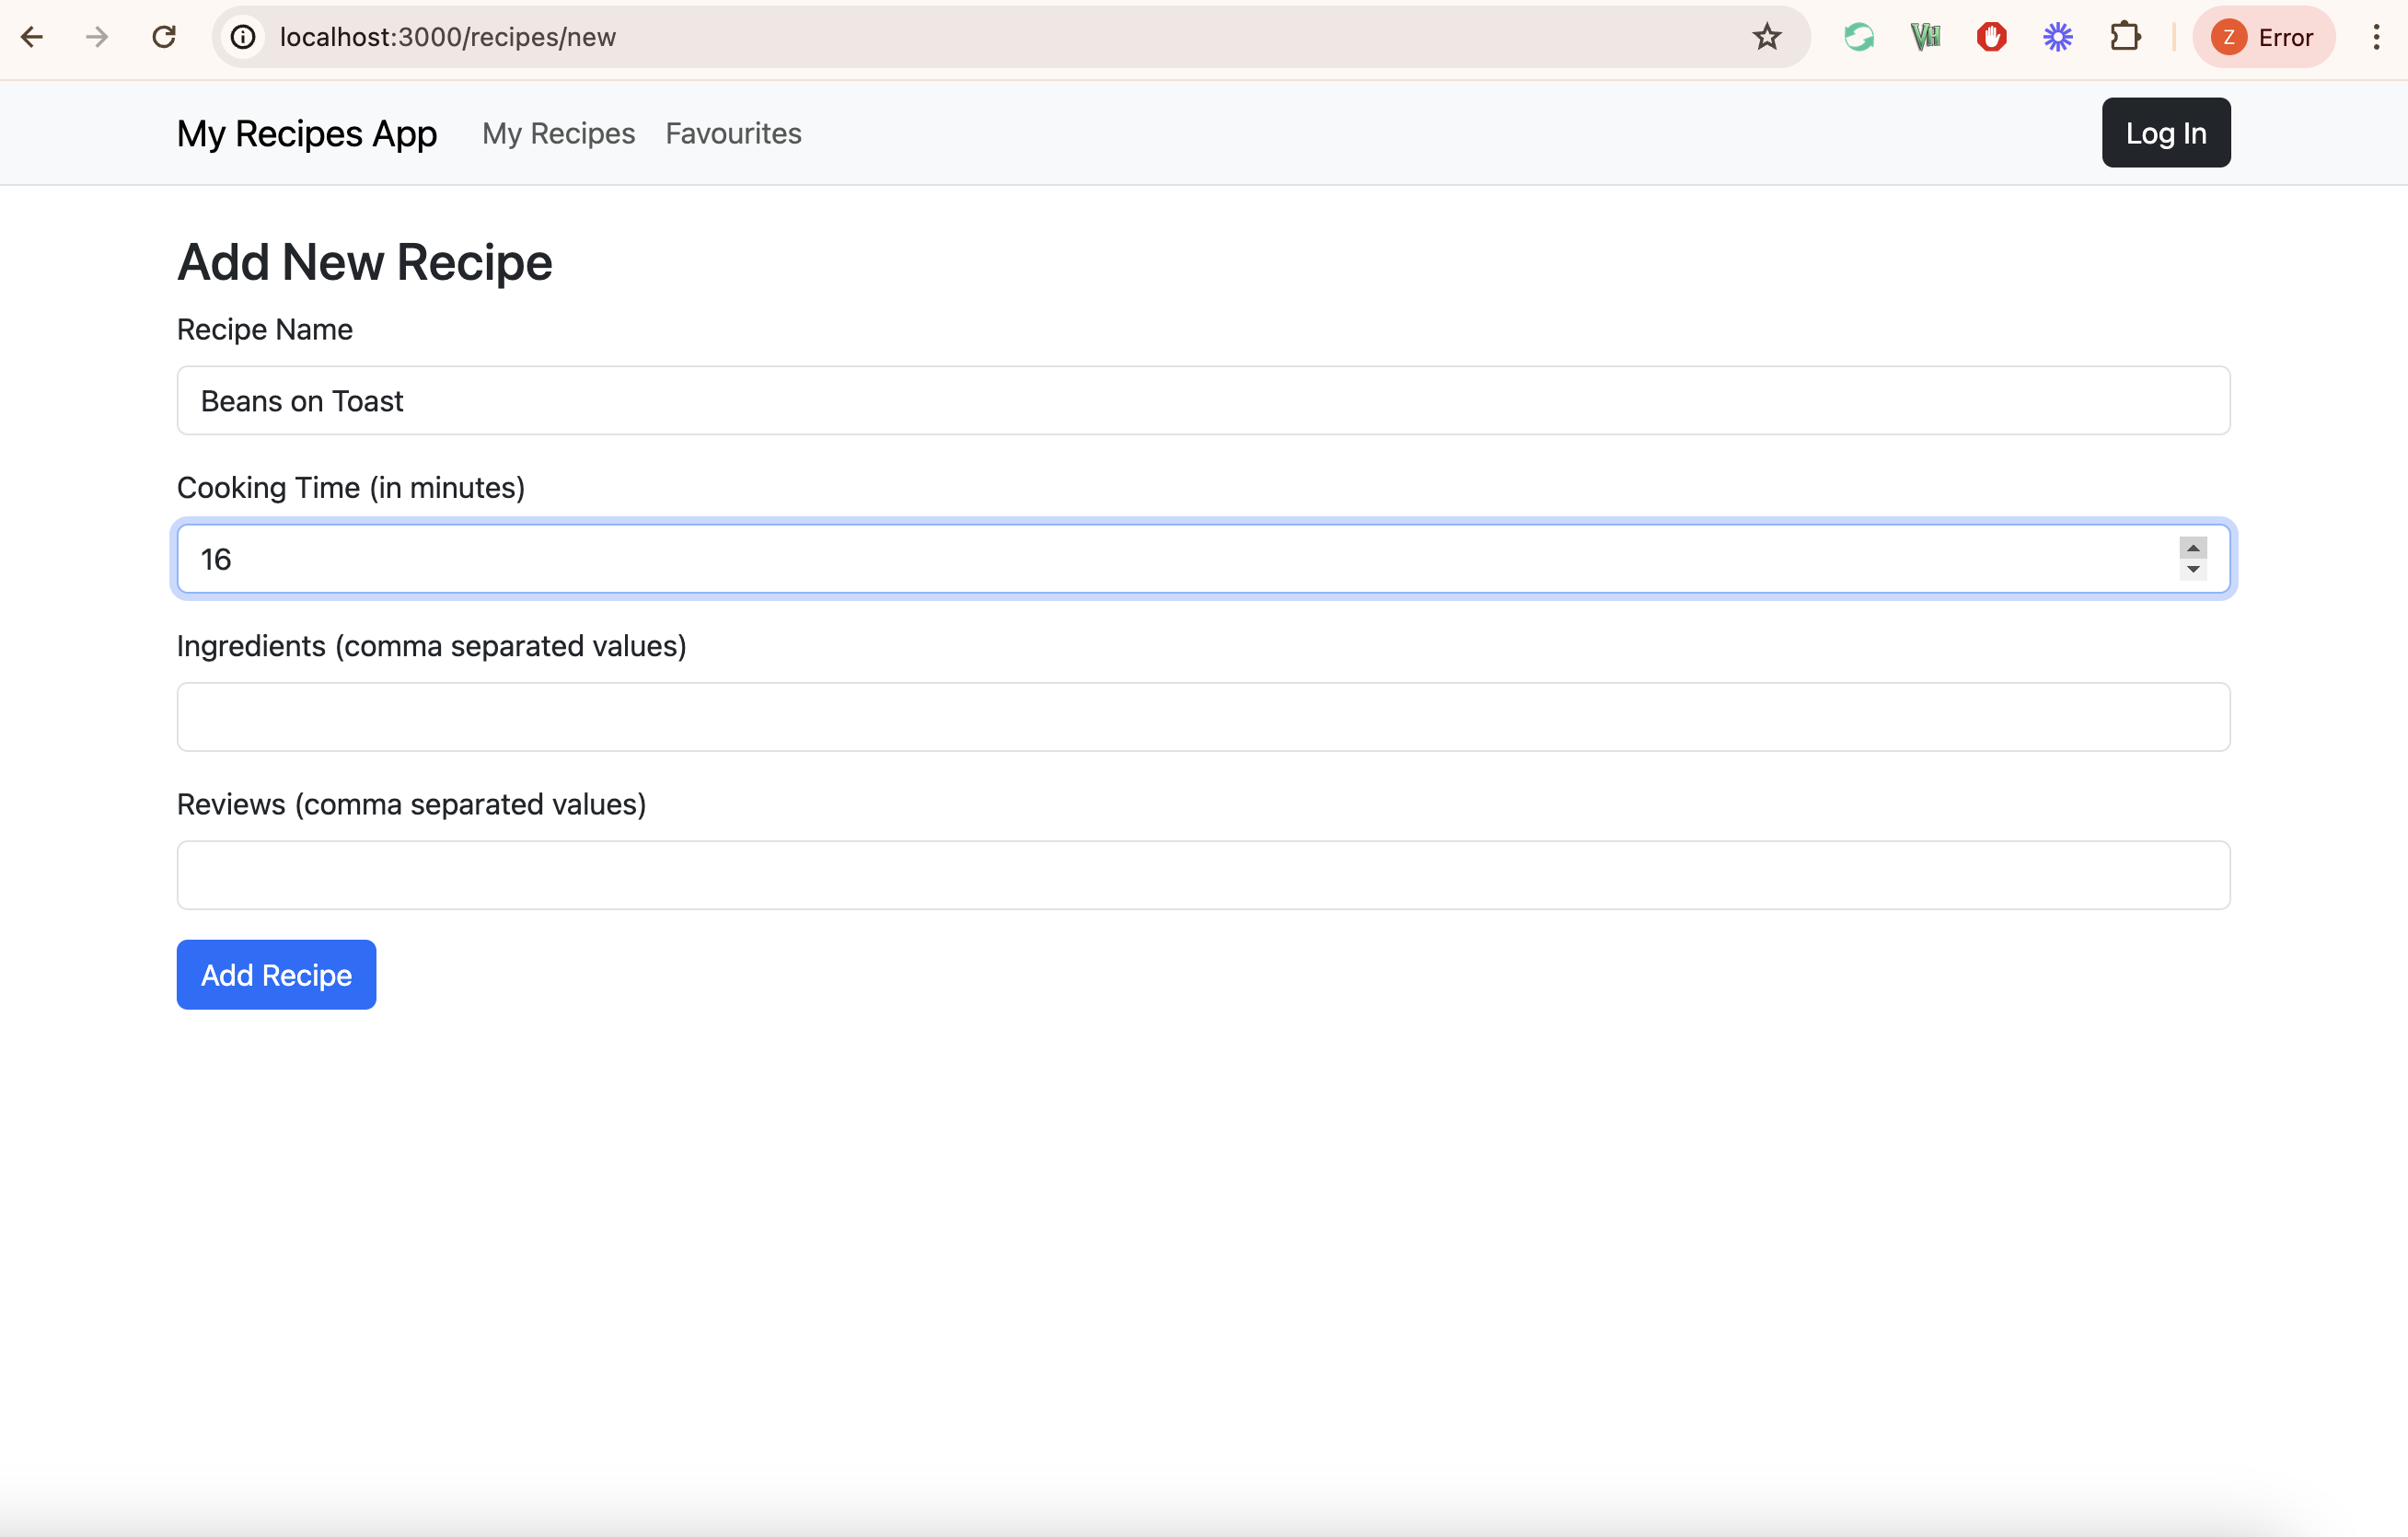 localhost:3000/recipes/new
VH
Z Error
My Recipes App My Recipes Favourites Log In
Add New Recipe
Recipe Name
Beans on Toast
Cooking Time (in minutes)
16
Ingredients (comma separated values)
Reviews (comma separated values)
Add Recipe